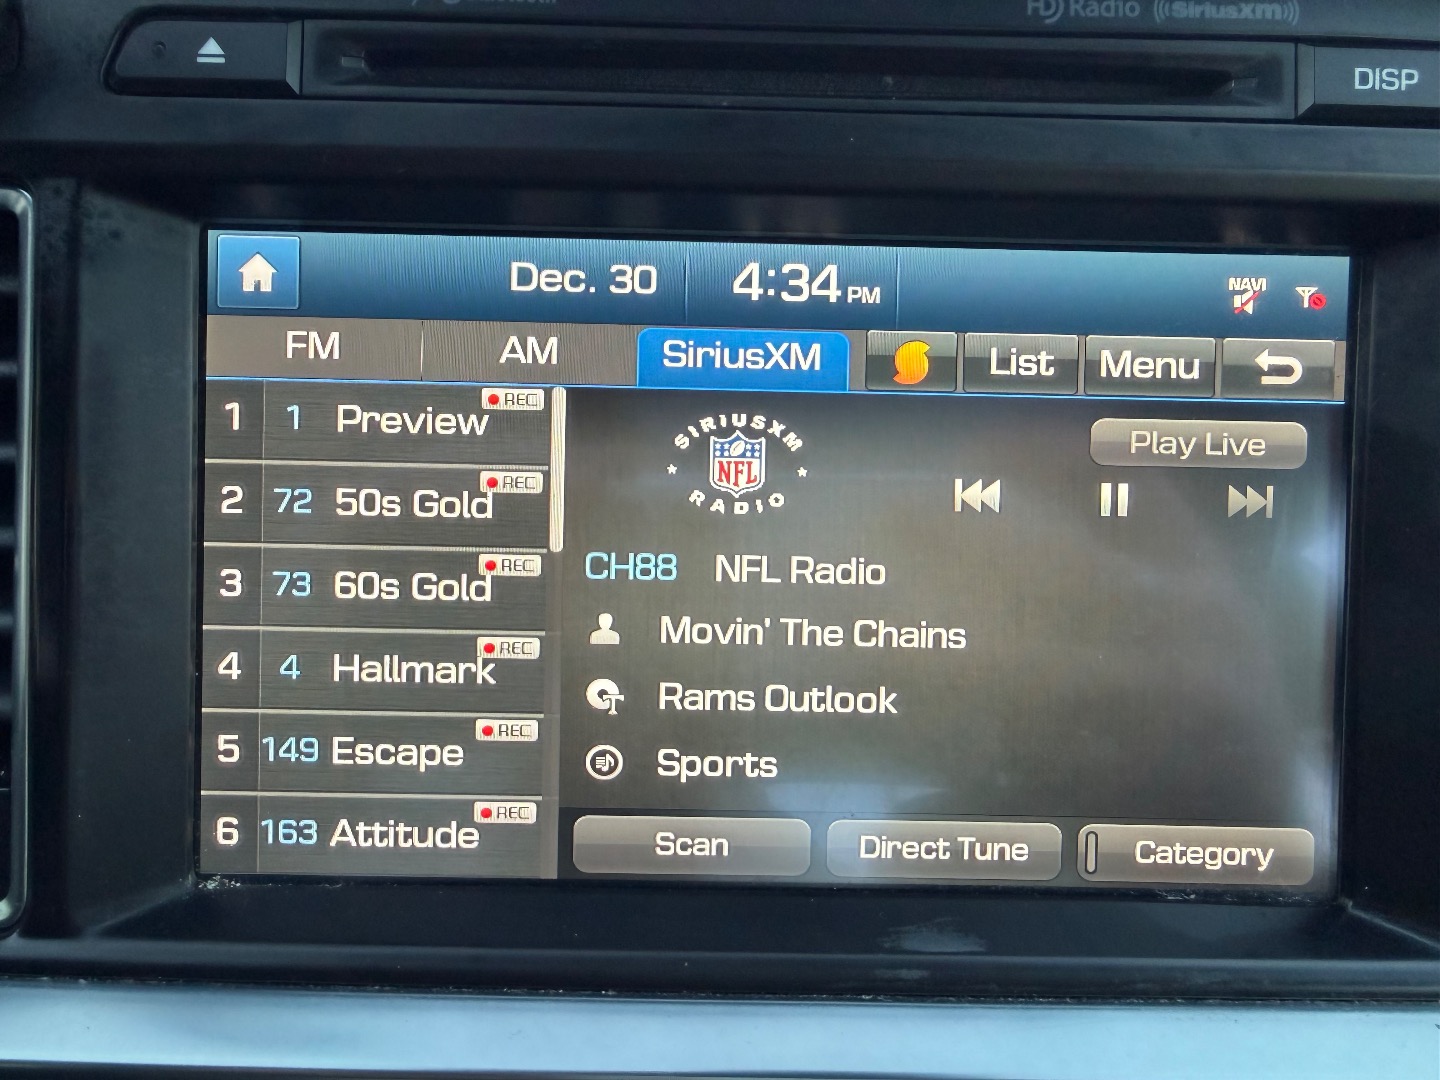 HD Radio ((SiriusXM))
DISP
Dec. 30 4:34 PM NAVI
FM AM SiriusXM List Menu
1 1 Preview REC
2 72 50s Gold REC
3 73 60s Gold REC
4 4 Hallmark REC
5 149 Escape REC
6 163 Attitude REC
SIRIUSXM
NFL
RADIO
Play Live
CH88 NFL Radio
Movin' The Chains
Rams Outlook
Sports
Scan Direct Tune Category